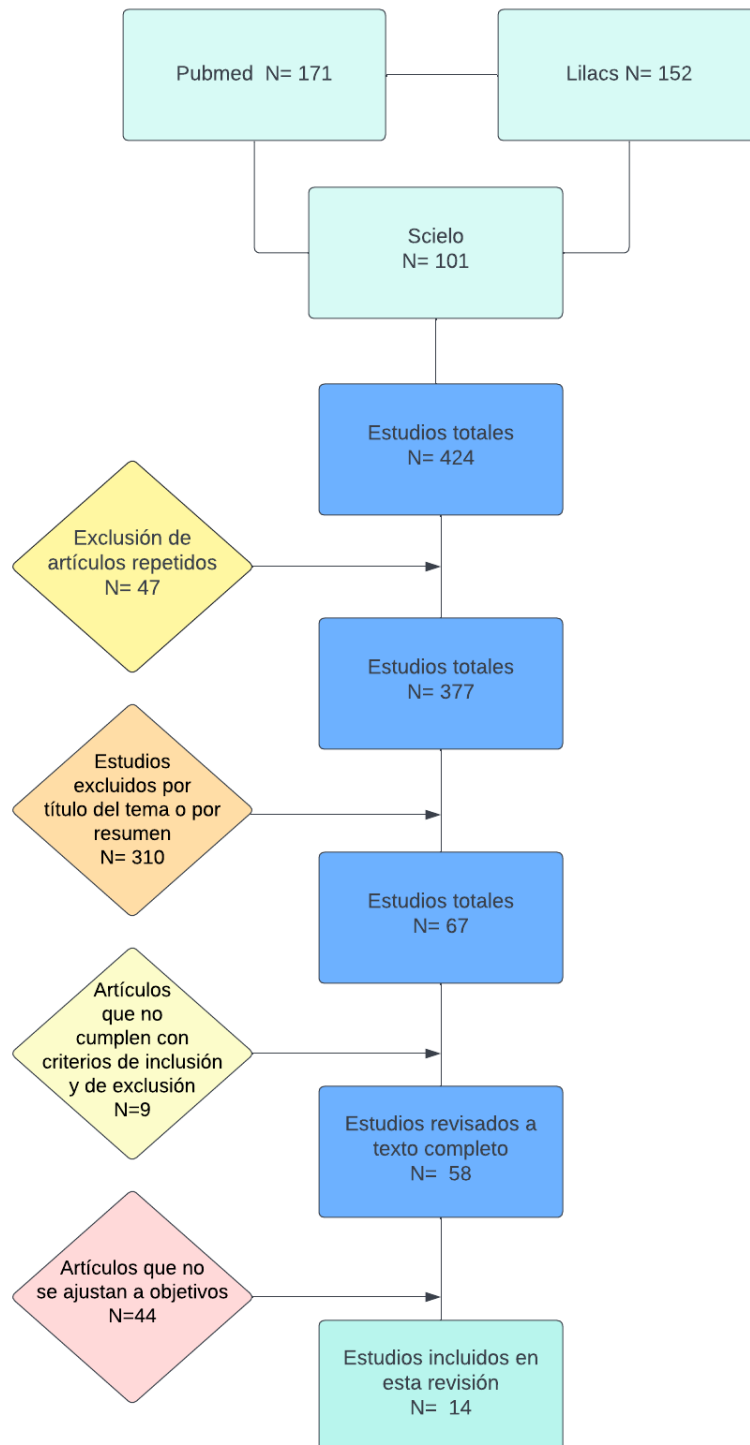 Pubmed N= 171
Lilacs N= 152
Scielo
N= 101
Estudios totales
N= 424
Exclusión de
artículos repetidos
N= 47
Estudios totales
N= 377
Estudios
excluidos por
título del tema o por
resumen
N= 310
Estudios totales
N= 67
Artículos
que no
cumplen con
criterios de inclusión
y de exclusión
N=9
Estudios revisados a
texto completo
N= 58
Artículos que no
se ajustan a objetivos
N=44
Estudios incluidos en
esta revisión
N= 14